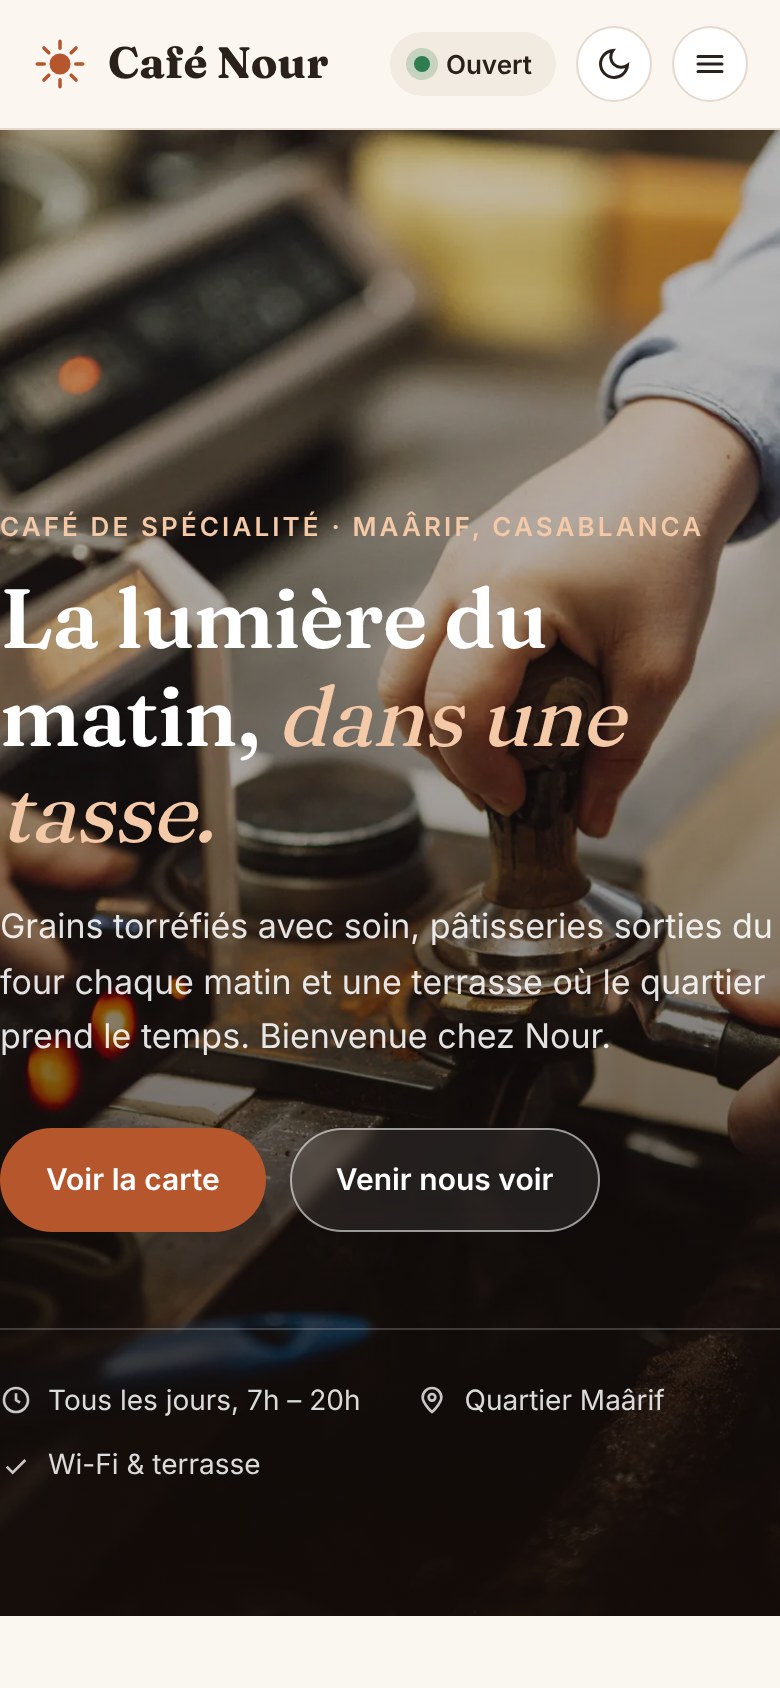 Café Nour
Ouvert
CAFÉ DE SPÉCIALITÉ · MAÂRIF, CASABLANCA
La lumière du
matin, dans une
tasse.
Grains torréfiés avec soin, pâtisseries sorties du
four chaque matin et une terrasse où le quartier
prend le temps. Bienvenue chez Nour.
Voir la carte
Venir nous voir
Tous les jours, 7h – 20h
Quartier Maârif
Wi-Fi & terrasse